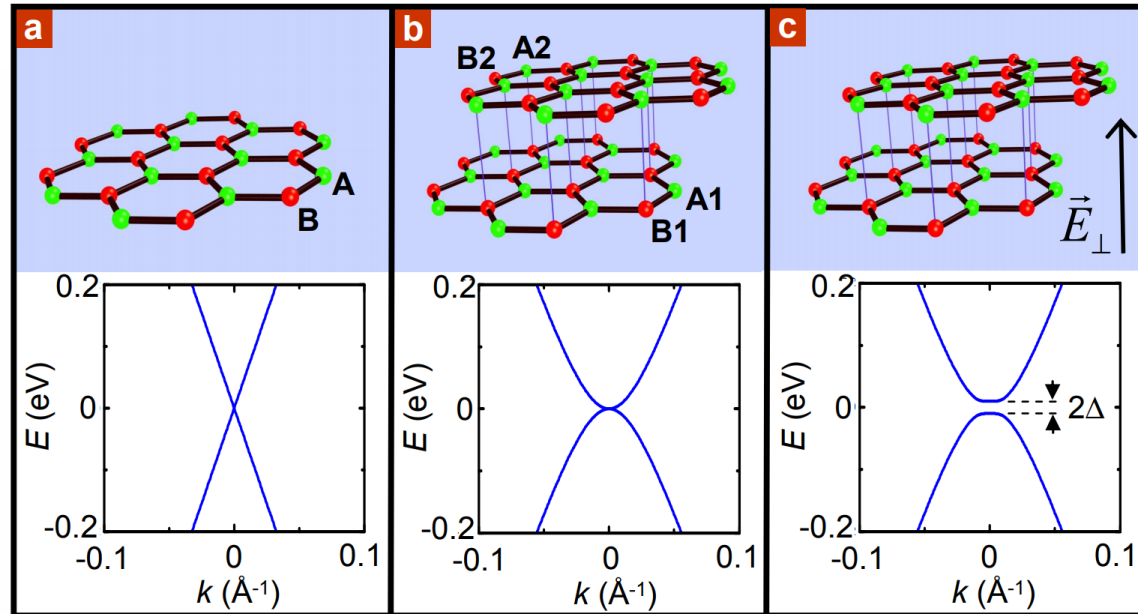 a
A
B
0.2
0
-0.2
E (eV)
-0.1 0 0.1
k (Å⁻¹)
b
B2 A2
A1
B1
0.2
0
-0.2
E (eV)
-0.1 0 0.1
k (Å⁻¹)
c
E⃗⊥
0.2
0
-0.2
E (eV)
2Δ
-0.1 0 0.1
k (Å⁻¹)